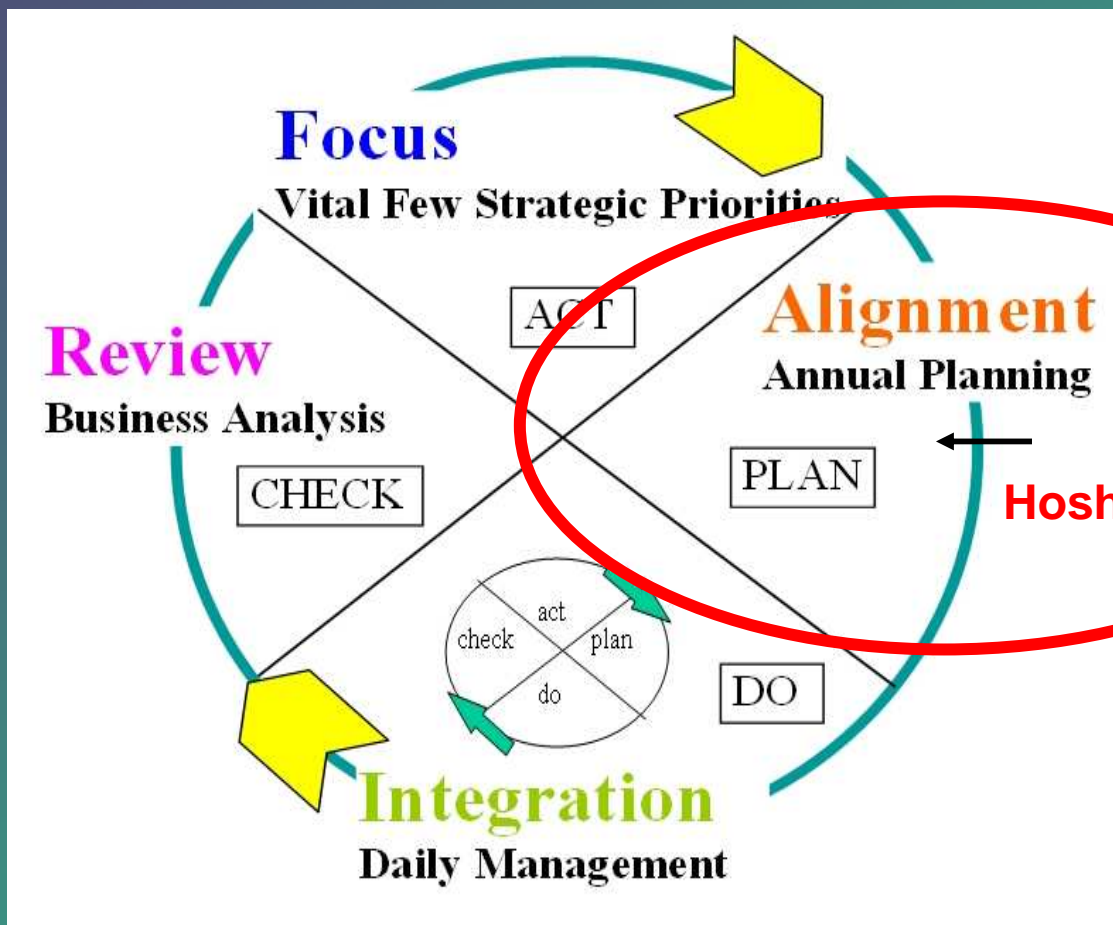 Focus
Vital Few Strategic Priorities
ACT
Alignment
Annual Planning
Review
Business Analysis
PLAN
CHECK
Hosh
act
check
plan
do
DO
Integration
Daily Management